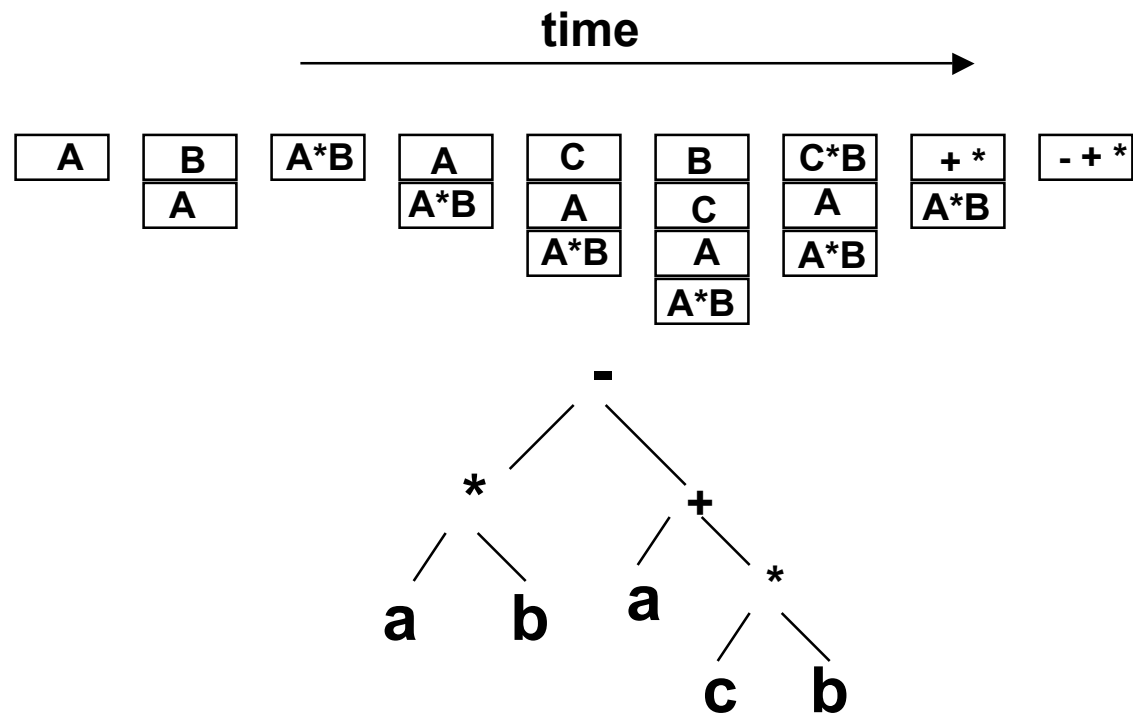 time
A B A*B A C B C*B + * - + *
A A*B A C A A*B
A*B A A*B
A*B
-
*
+
*
a b a
c b